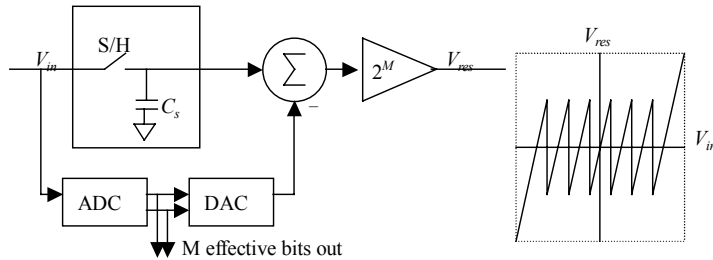 S/H
V_in
C_s
Σ
−
2^M
V_res
ADC
DAC
M effective bits out
V_res
V_in